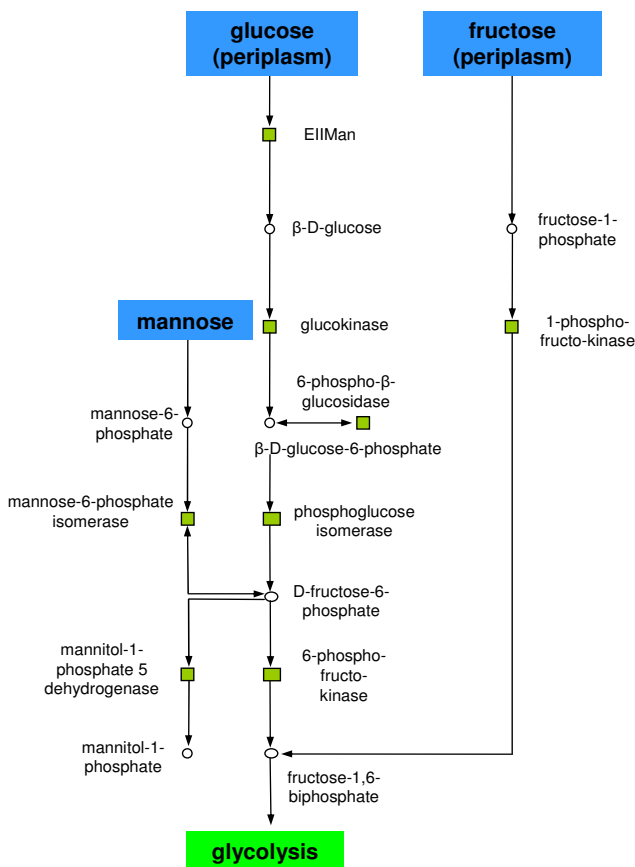 glucose
(periplasm)
fructose
(periplasm)
EIIMan
β-D-glucose
fructose-1-
phosphate
mannose
glucokinase
1-phospho-
fructo-kinase
6-phospho-β-
glucosidase
mannose-6-
phosphate
β-D-glucose-6-phosphate
mannose-6-phosphate
isomerase
phosphoglucose
isomerase
D-fructose-6-
phosphate
mannitol-1-
phosphate 5
dehydrogenase
6-phospho-
fructo-
kinase
mannitol-1-
phosphate
fructose-1,6-
biphosphate
glycolysis